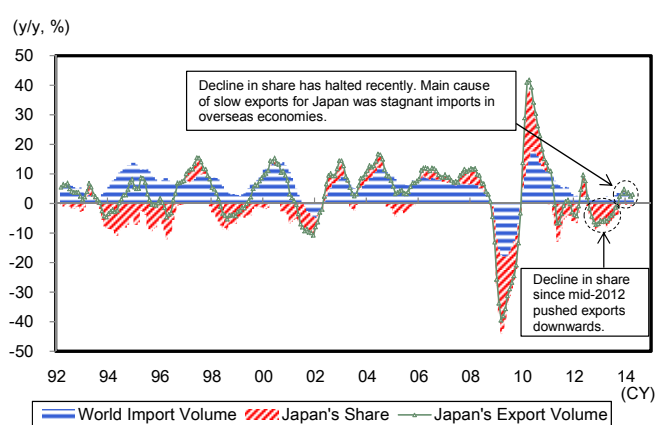 (y/y, %)
50
40
30
20
10
0
-10
-20
-30
-40
-50
Decline in share has halted recently. Main cause
of slow exports for Japan was stagnant imports in
overseas economies.
Decline in share
since mid-2012
pushed exports
downwards.
92 94 96 98 00 02 04 06 08 10 12 14
(CY)
World Import Volume Japan's Share Japan's Export Volume